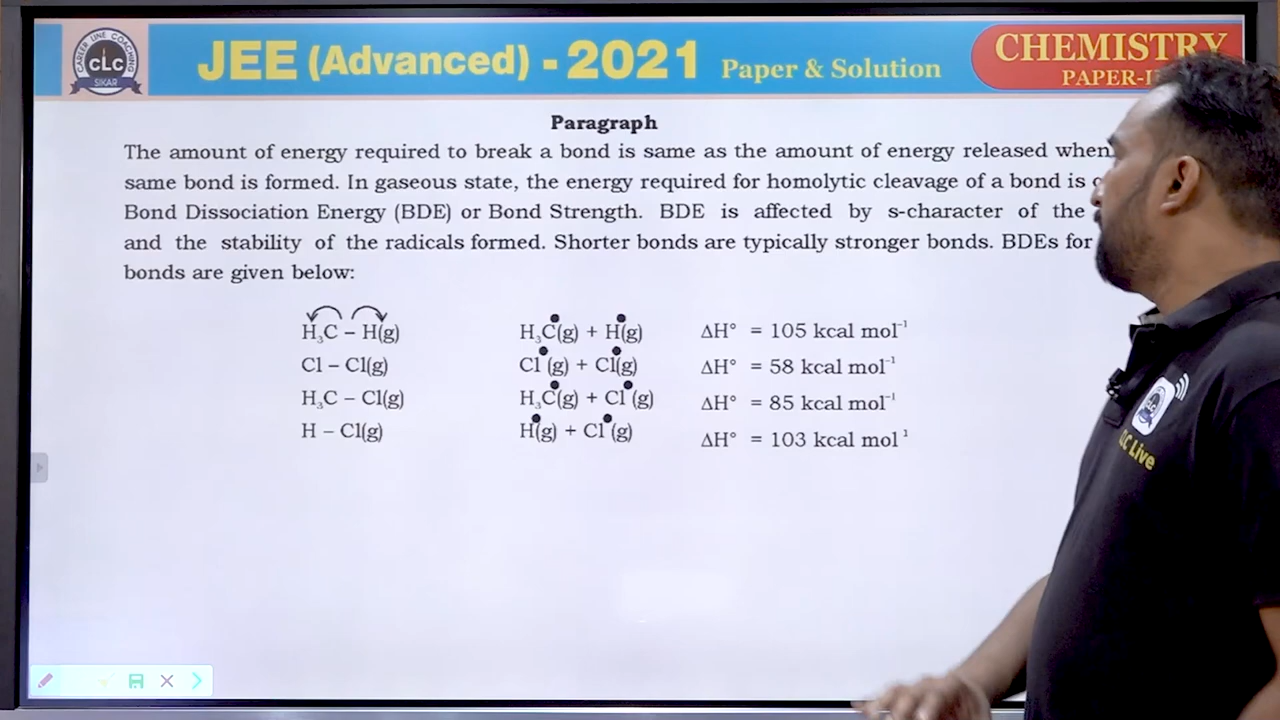 CAREER LINE COACHING
CLC
SIKAR
JEE (Advanced) - 2021 Paper & Solution
CHEMISTRY
PAPER-I
Paragraph
The amount of energy required to break a bond is same as the amount of energy released when
same bond is formed. In gaseous state, the energy required for homolytic cleavage of a bond is
Bond Dissociation Energy (BDE) or Bond Strength. BDE is affected by s-character of the
and the stability of the radicals formed. Shorter bonds are typically stronger bonds. BDEs for
bonds are given below:
H₃C – H(g) H₃C•(g) + H•(g) ΔH° = 105 kcal mol⁻¹
Cl – Cl(g) Cl•(g) + Cl•(g) ΔH° = 58 kcal mol⁻¹
H₃C – Cl(g) H₃C•(g) + Cl•(g) ΔH° = 85 kcal mol⁻¹
H – Cl(g) H•(g) + Cl•(g) ΔH° = 103 kcal mol ¹
CLC
CLC Live